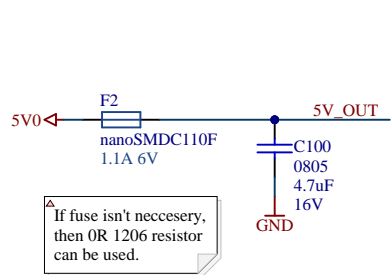 F2
5V0
5V_OUT
nanoSMDC110F
1.1A 6V
C100
0805
4.7uF
16V
GND
If fuse isn't neccesery,
then 0R 1206 resistor
can be used.